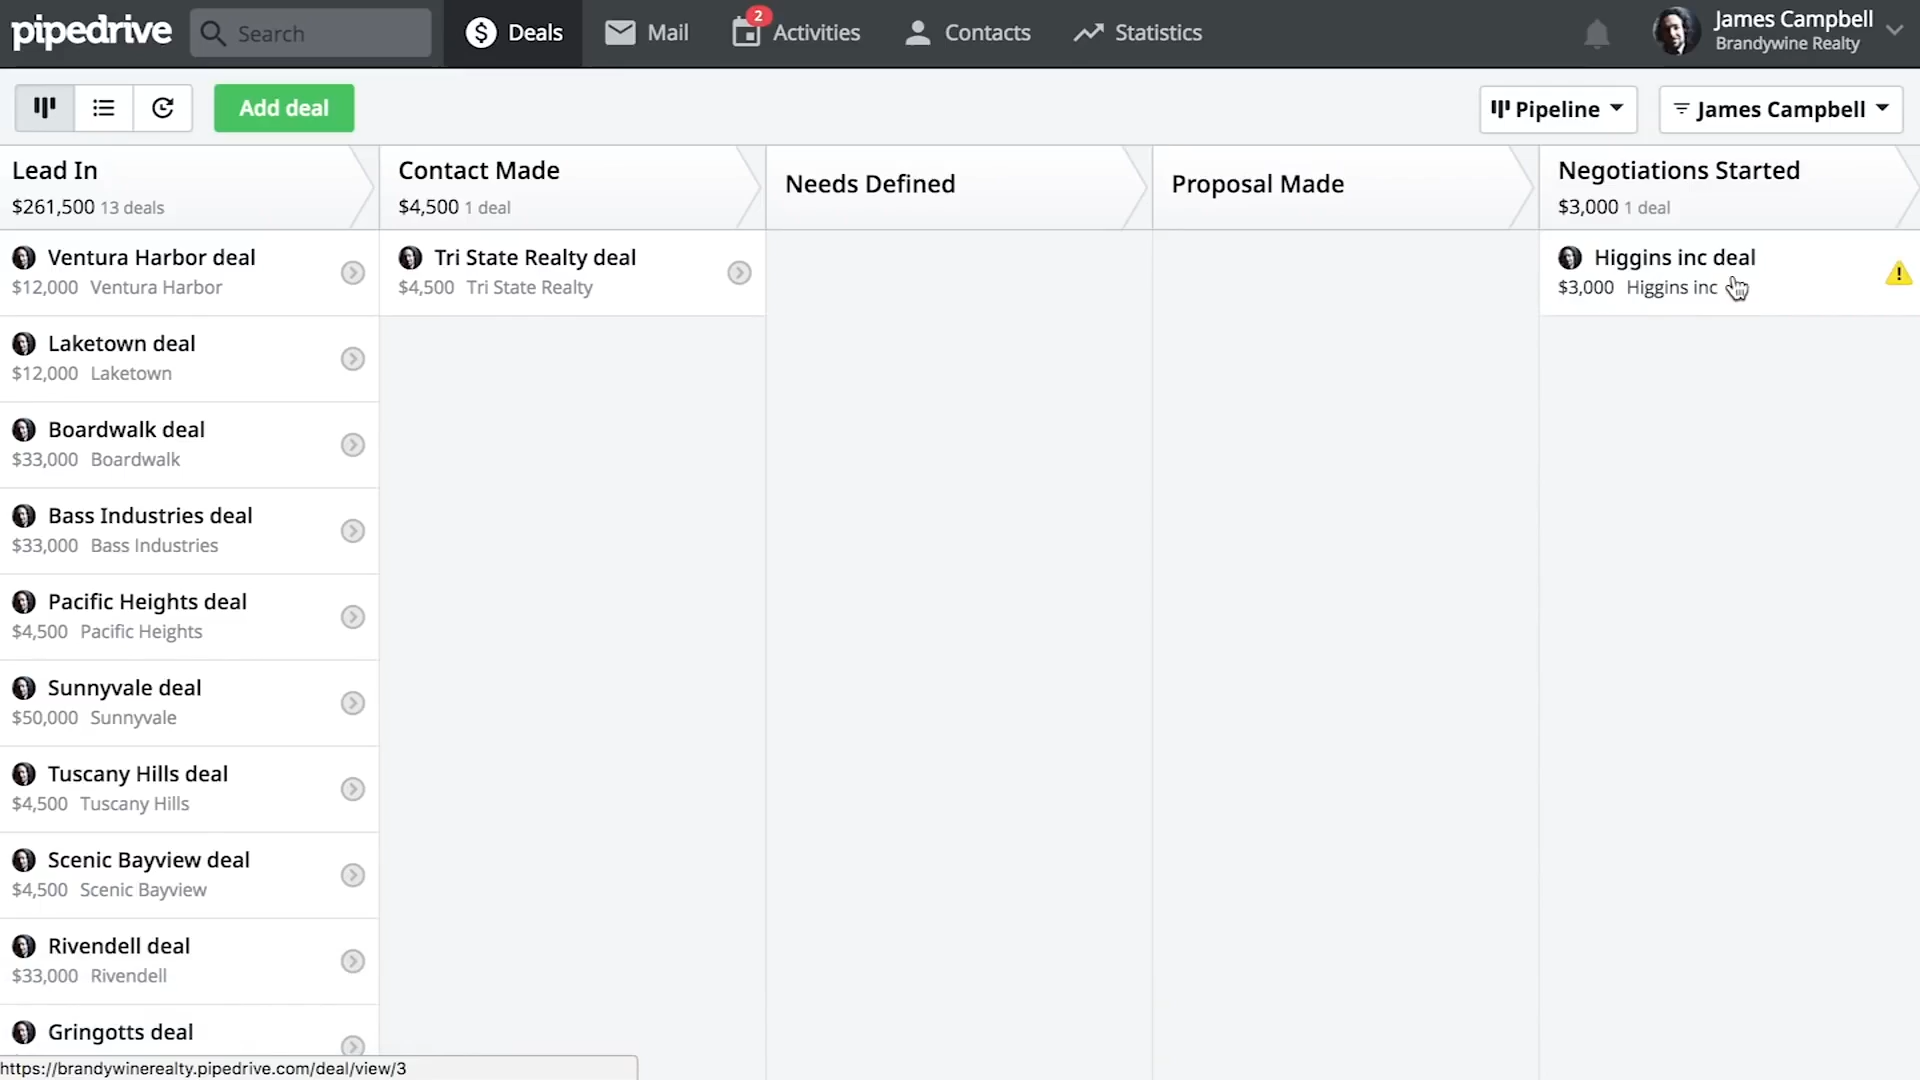 pipedrive Search Deals Mail 2 Activities Contacts Statistics James Campbell
Brandywine Realty
Add deal Pipeline James Campbell
Lead In
$261,500 13 deals
Ventura Harbor deal
$12,000 Ventura Harbor
Laketown deal
$12,000 Laketown
Boardwalk deal
$33,000 Boardwalk
Bass Industries deal
$33,000 Bass Industries
Pacific Heights deal
$4,500 Pacific Heights
Sunnyvale deal
$50,000 Sunnyvale
Tuscany Hills deal
$4,500 Tuscany Hills
Scenic Bayview deal
$4,500 Scenic Bayview
Rivendell deal
$33,000 Rivendell
Gringotts deal
Contact Made
$4,500 1 deal
Tri State Realty deal
$4,500 Tri State Realty
Needs Defined
Proposal Made
Negotiations Started
$3,000 1 deal
Higgins inc deal
$3,000 Higgins inc
https://brandywinerealty.pipedrive.com/deal/view/3